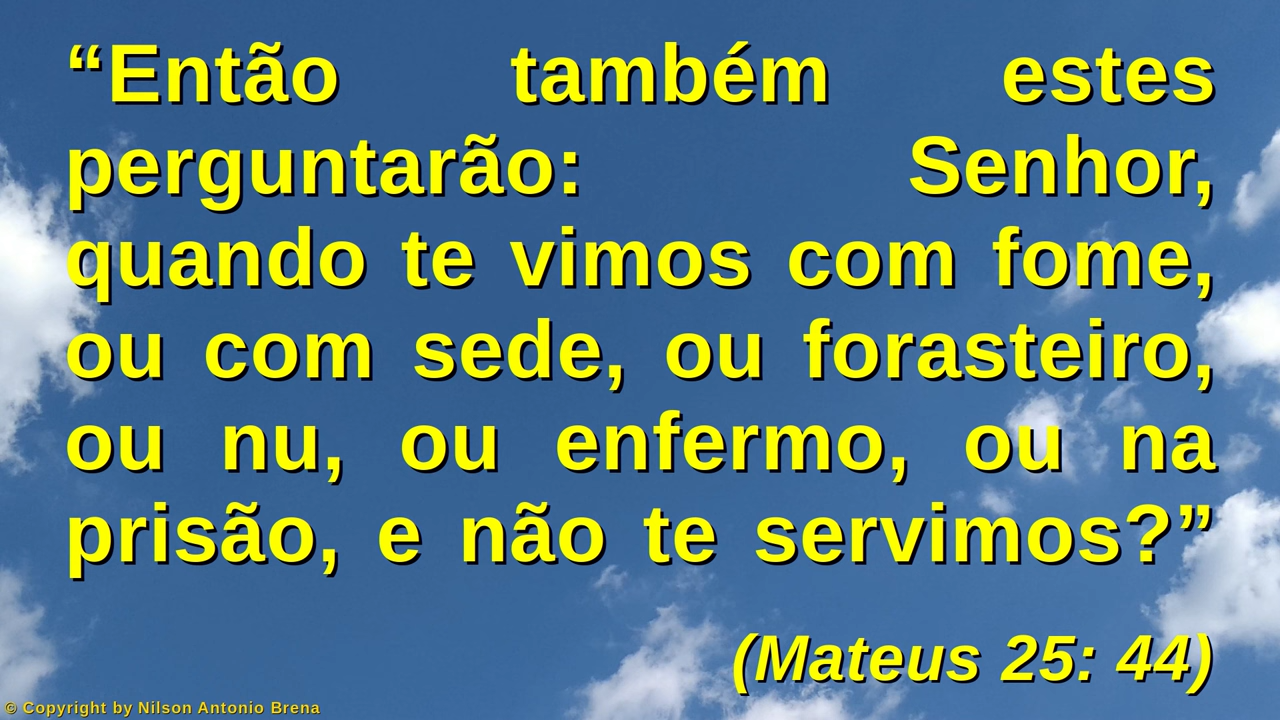 “Então também estes
perguntarão: Senhor,
quando te vimos com fome,
ou com sede, ou forasteiro,
ou nu, ou enfermo, ou na
prisão, e não te servimos?”
(Mateus 25: 44)
© Copyright by Nilson Antonio Brena